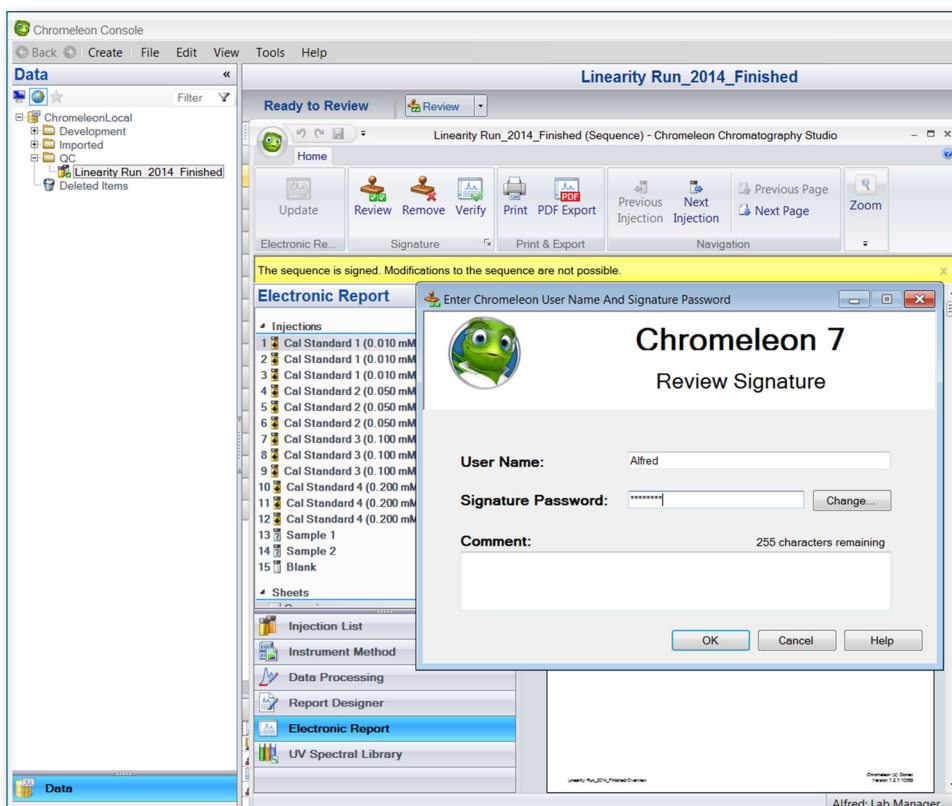 Chromeleon Console
Back Create File Edit View Tools Help
Data «
Linearity Run_2014_Finished
Filter
Ready to Review
Review
ChromeleonLocal
Development
Imported
QC
Linearity Run_2014_Finished
Deleted Items
Linearity Run_2014_Finished (Sequence) - Chromeleon Chromatography Studio
Home
Update
Review
Remove
Verify
Print
PDF
PDF Export
Previous Injection
Next Injection
Previous Page
Next Page
Zoom
Electronic Re...
Signature
Print & Export
Navigation
The sequence is signed. Modifications to the sequence are not possible. x
Electronic Report
Injections
1 Cal Standard 1 (0.010 mM
2 Cal Standard 1 (0.010 mM
3 Cal Standard 1 (0.010 mM
4 Cal Standard 2 (0.050 mM
5 Cal Standard 2 (0.050 mM
6 Cal Standard 2 (0.050 mM
7 Cal Standard 3 (0.100 mM
8 Cal Standard 3 (0.100 mM
9 Cal Standard 3 (0.100 mM
10 Cal Standard 4 (0.200 mM
11 Cal Standard 4 (0.200 mM
12 Cal Standard 4 (0.200 mM
13 Sample 1
14 Sample 2
15 Blank
Sheets
Enter Chromeleon User Name And Signature Password
Chromeleon 7
Review Signature
User Name: Alfred
Signature Password: ******** Change...
Comment: 255 characters remaining
OK Cancel Help
Injection List
Instrument Method
Data Processing
Report Designer
Electronic Report
UV Spectral Library
Linearity Run_2014_Finished/Overview
Chromeleon (c) Dionex
Data
Alfred: Lab Manager